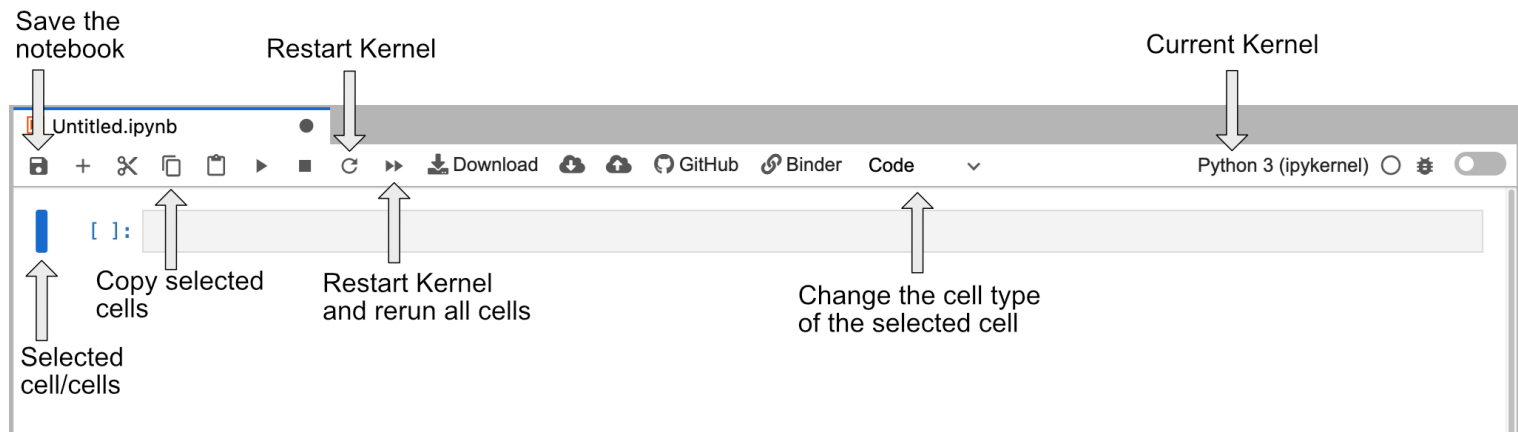 Save the
notebook
Restart Kernel
Current Kernel
Untitled.ipynb
Download
GitHub
Binder
Code
Python 3 (ipykernel)
[ ]:
Copy selected
cells
Restart Kernel
and rerun all cells
Change the cell type
of the selected cell
Selected
cell/cells